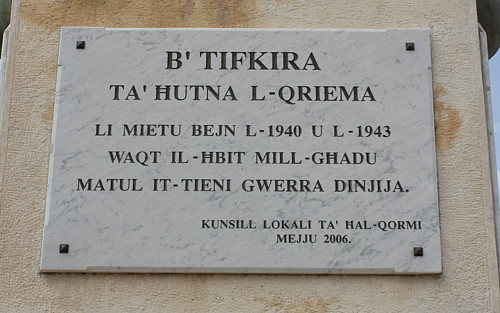 B' TIFKIRA
TA' ĦUTNA L-QRIEMA
LI MIETU BEJN L-1940 U L-1943
WAQT IL-ĦBIT MILL-GĦADU
MATUL IT-TIENI GWERRA DINJIJA.
KUNSILL LOKALI TA' ĦAL-QORMI
MEJJU 2006.